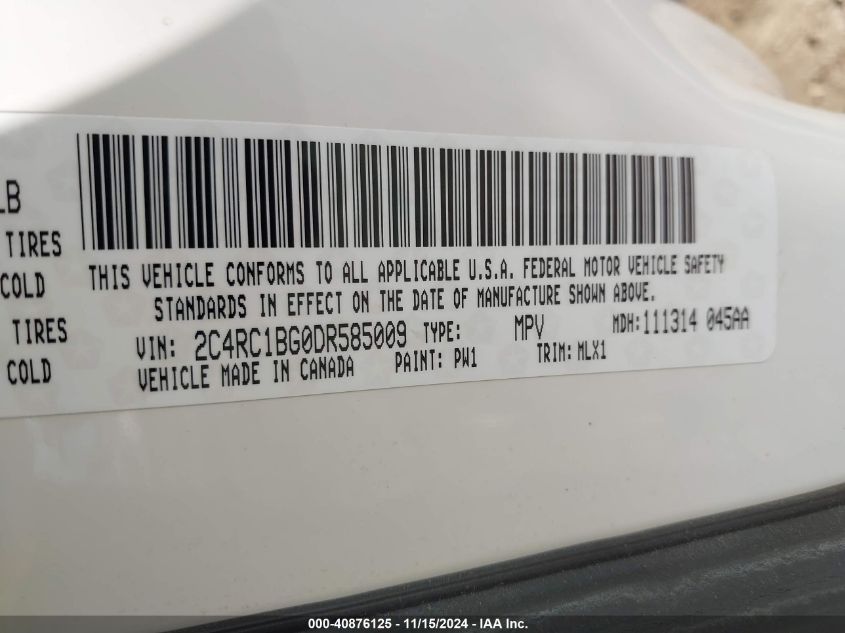 LB
TIRES
COLD
TIRES
COLD
THIS VEHICLE CONFORMS TO ALL APPLICABLE U.S.A. FEDERAL MOTOR VEHICLE SAFETY
STANDARDS IN EFFECT ON THE DATE OF MANUFACTURE SHOWN ABOVE.
VIN: 2C4RC1BG0DR585009 TYPE: MPV MDH:111314 045AA
VEHICLE MADE IN CANADA PAINT: PW1 TRIM: MLX1
000-40876125 - 11/15/2024 - IAA Inc.